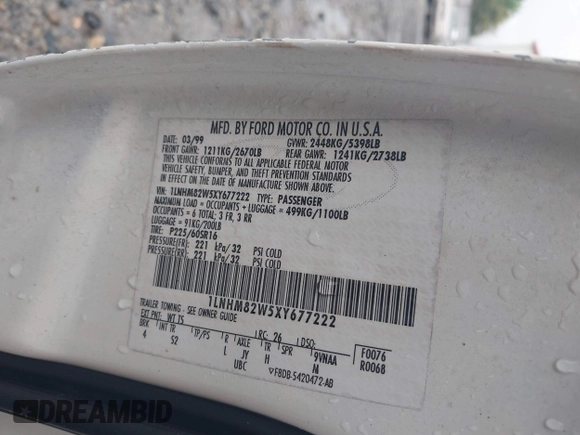 MFD. BY FORD MOTOR CO. IN U.S.A.
DATE: 03/99 GVWR: 2448KG/5398LB
FRONT GAWR: 1211KG/2670LB REAR GAWR: 1241KG/2738LB
THIS VEHICLE CONFORMS TO ALL APPLICABLE FEDERAL MOTOR
VEHICLE SAFETY, BUMPER, AND THEFT PREVENTION STANDARDS IN
EFFECT ON THE DATE OF MANUFACTURE SHOWN ABOVE
VIN: 1LNHM82W5XY677222 TYPE: PASSENGER
MAXIMUM LOAD = OCCUPANTS + LUGGAGE = 499KG/1100LB
OCCUPANTS = 6 TOTAL; 3 FR, 3 RR
LUGGAGE = 91KG/200LB
TIRE: P225/60SR16
PRESSURE(FR) 221 kPa/32 PSI COLD
PRESSURE(RR) 221 kPa/32 PSI COLD
1LNHM82W5XY677222
TRAILER TOWING - SEE OWNER GUIDE
EXT PNT: WT TS RC: 26 DSO:
BRK INT TR TP/PS R AXLE TR SPR 9VNAA F0076
4 S2 L JY H M R0068
I UBC ▽F8DB-5420472-AB
DREAMBID